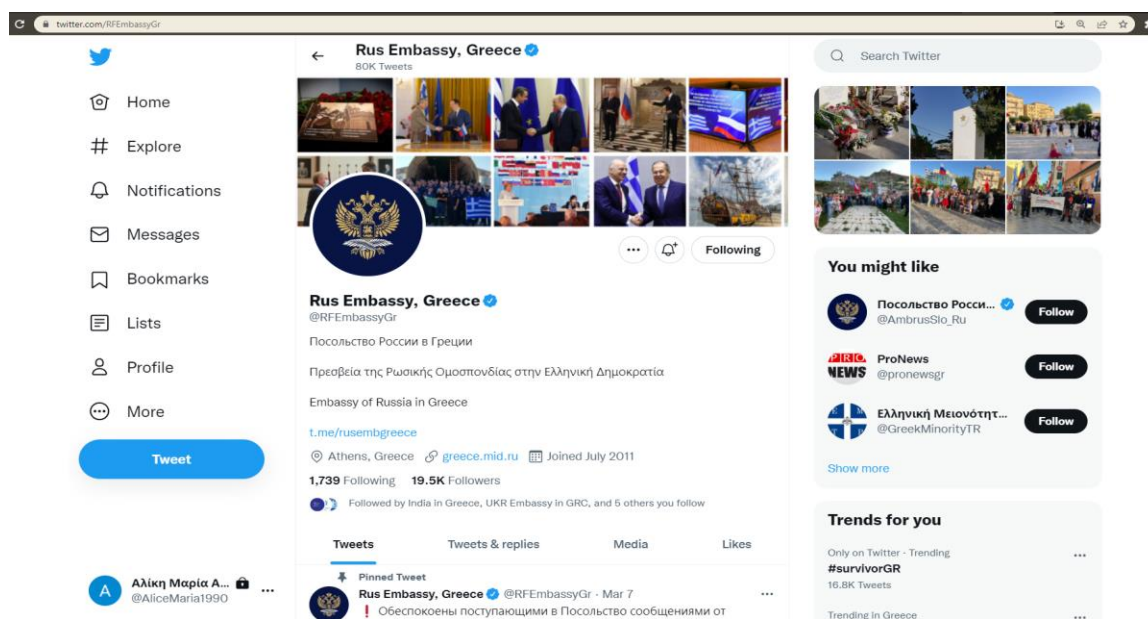 twitter.com/RFEmbassyGr
Home
Explore
Notifications
Messages
Bookmarks
Lists
Profile
More
Tweet
Αλίκη Μαρία Α...
@AliceMaria1990
...
Rus Embassy, Greece
80K Tweets
Following
Rus Embassy, Greece
@RFEmbassyGr
Посольство России в Греции
Πρεσβεία της Ρωσικής Ομοσπονδίας στην Ελληνική Δημοκρατία
Embassy of Russia in Greece
t.me/rusembgreece
Athens, Greece greece.mid.ru Joined July 2011
1,739 Following 19.5K Followers
Followed by India in Greece, UKR Embassy in GRC, and 5 others you follow
Tweets Tweets & replies Media Likes
Pinned Tweet
Rus Embassy, Greece @RFEmbassyGr · Mar 7
❗ Обеспокоены поступающими в Посольство сообщениями от
Search Twitter
You might like
Посольство Росси...
@AmbrusSlo_Ru
Follow
PRO
NEWS
ProNews
@pronewsgr
Follow
Ελληνική Μειονότητ...
@GreekMinorityTR
Follow
Show more
Trends for you
Only on Twitter · Trending
#survivorGR
16.8K Tweets
Trending in Greece